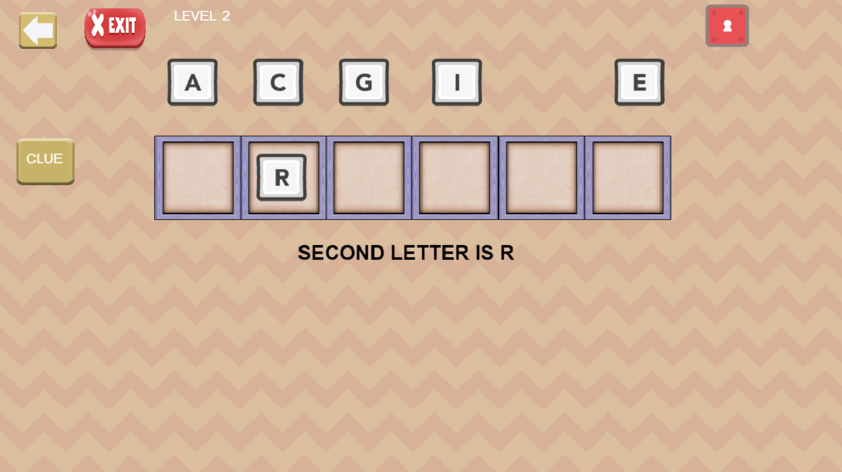 LEVEL 2
X EXIT
A C G I E
CLUE
R
SECOND LETTER IS R